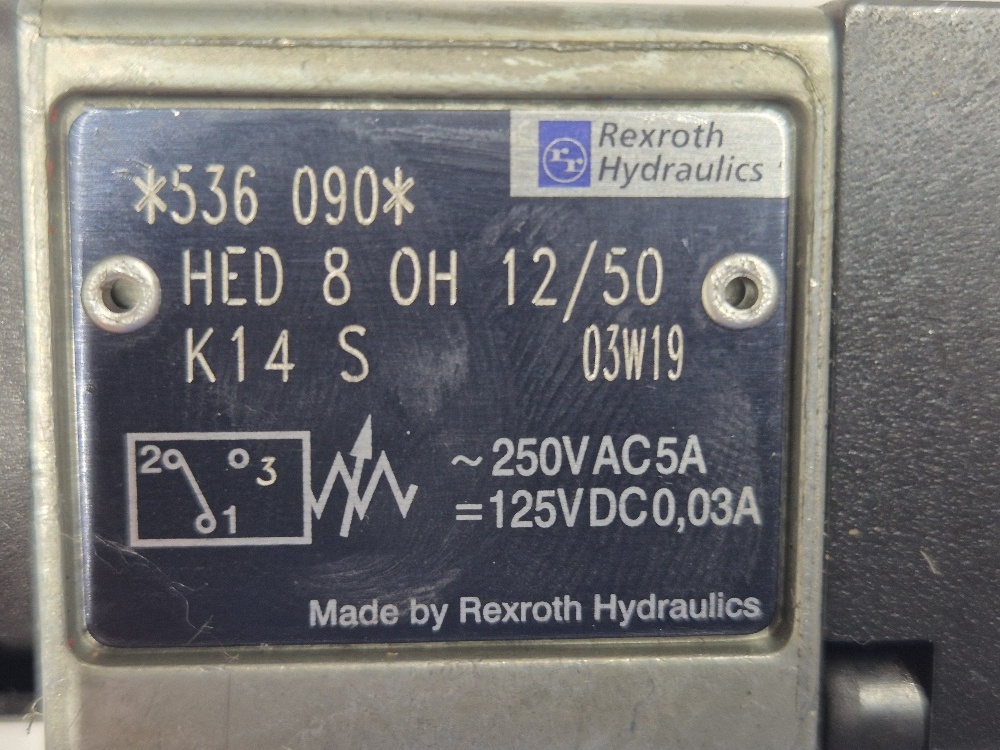 Rexroth
Hydraulics
*536 090*
HED 8 OH 12/50
K14 S 03W19
2 3
1
~250VAC5A
=125VDC0,03A
Made by Rexroth Hydraulics